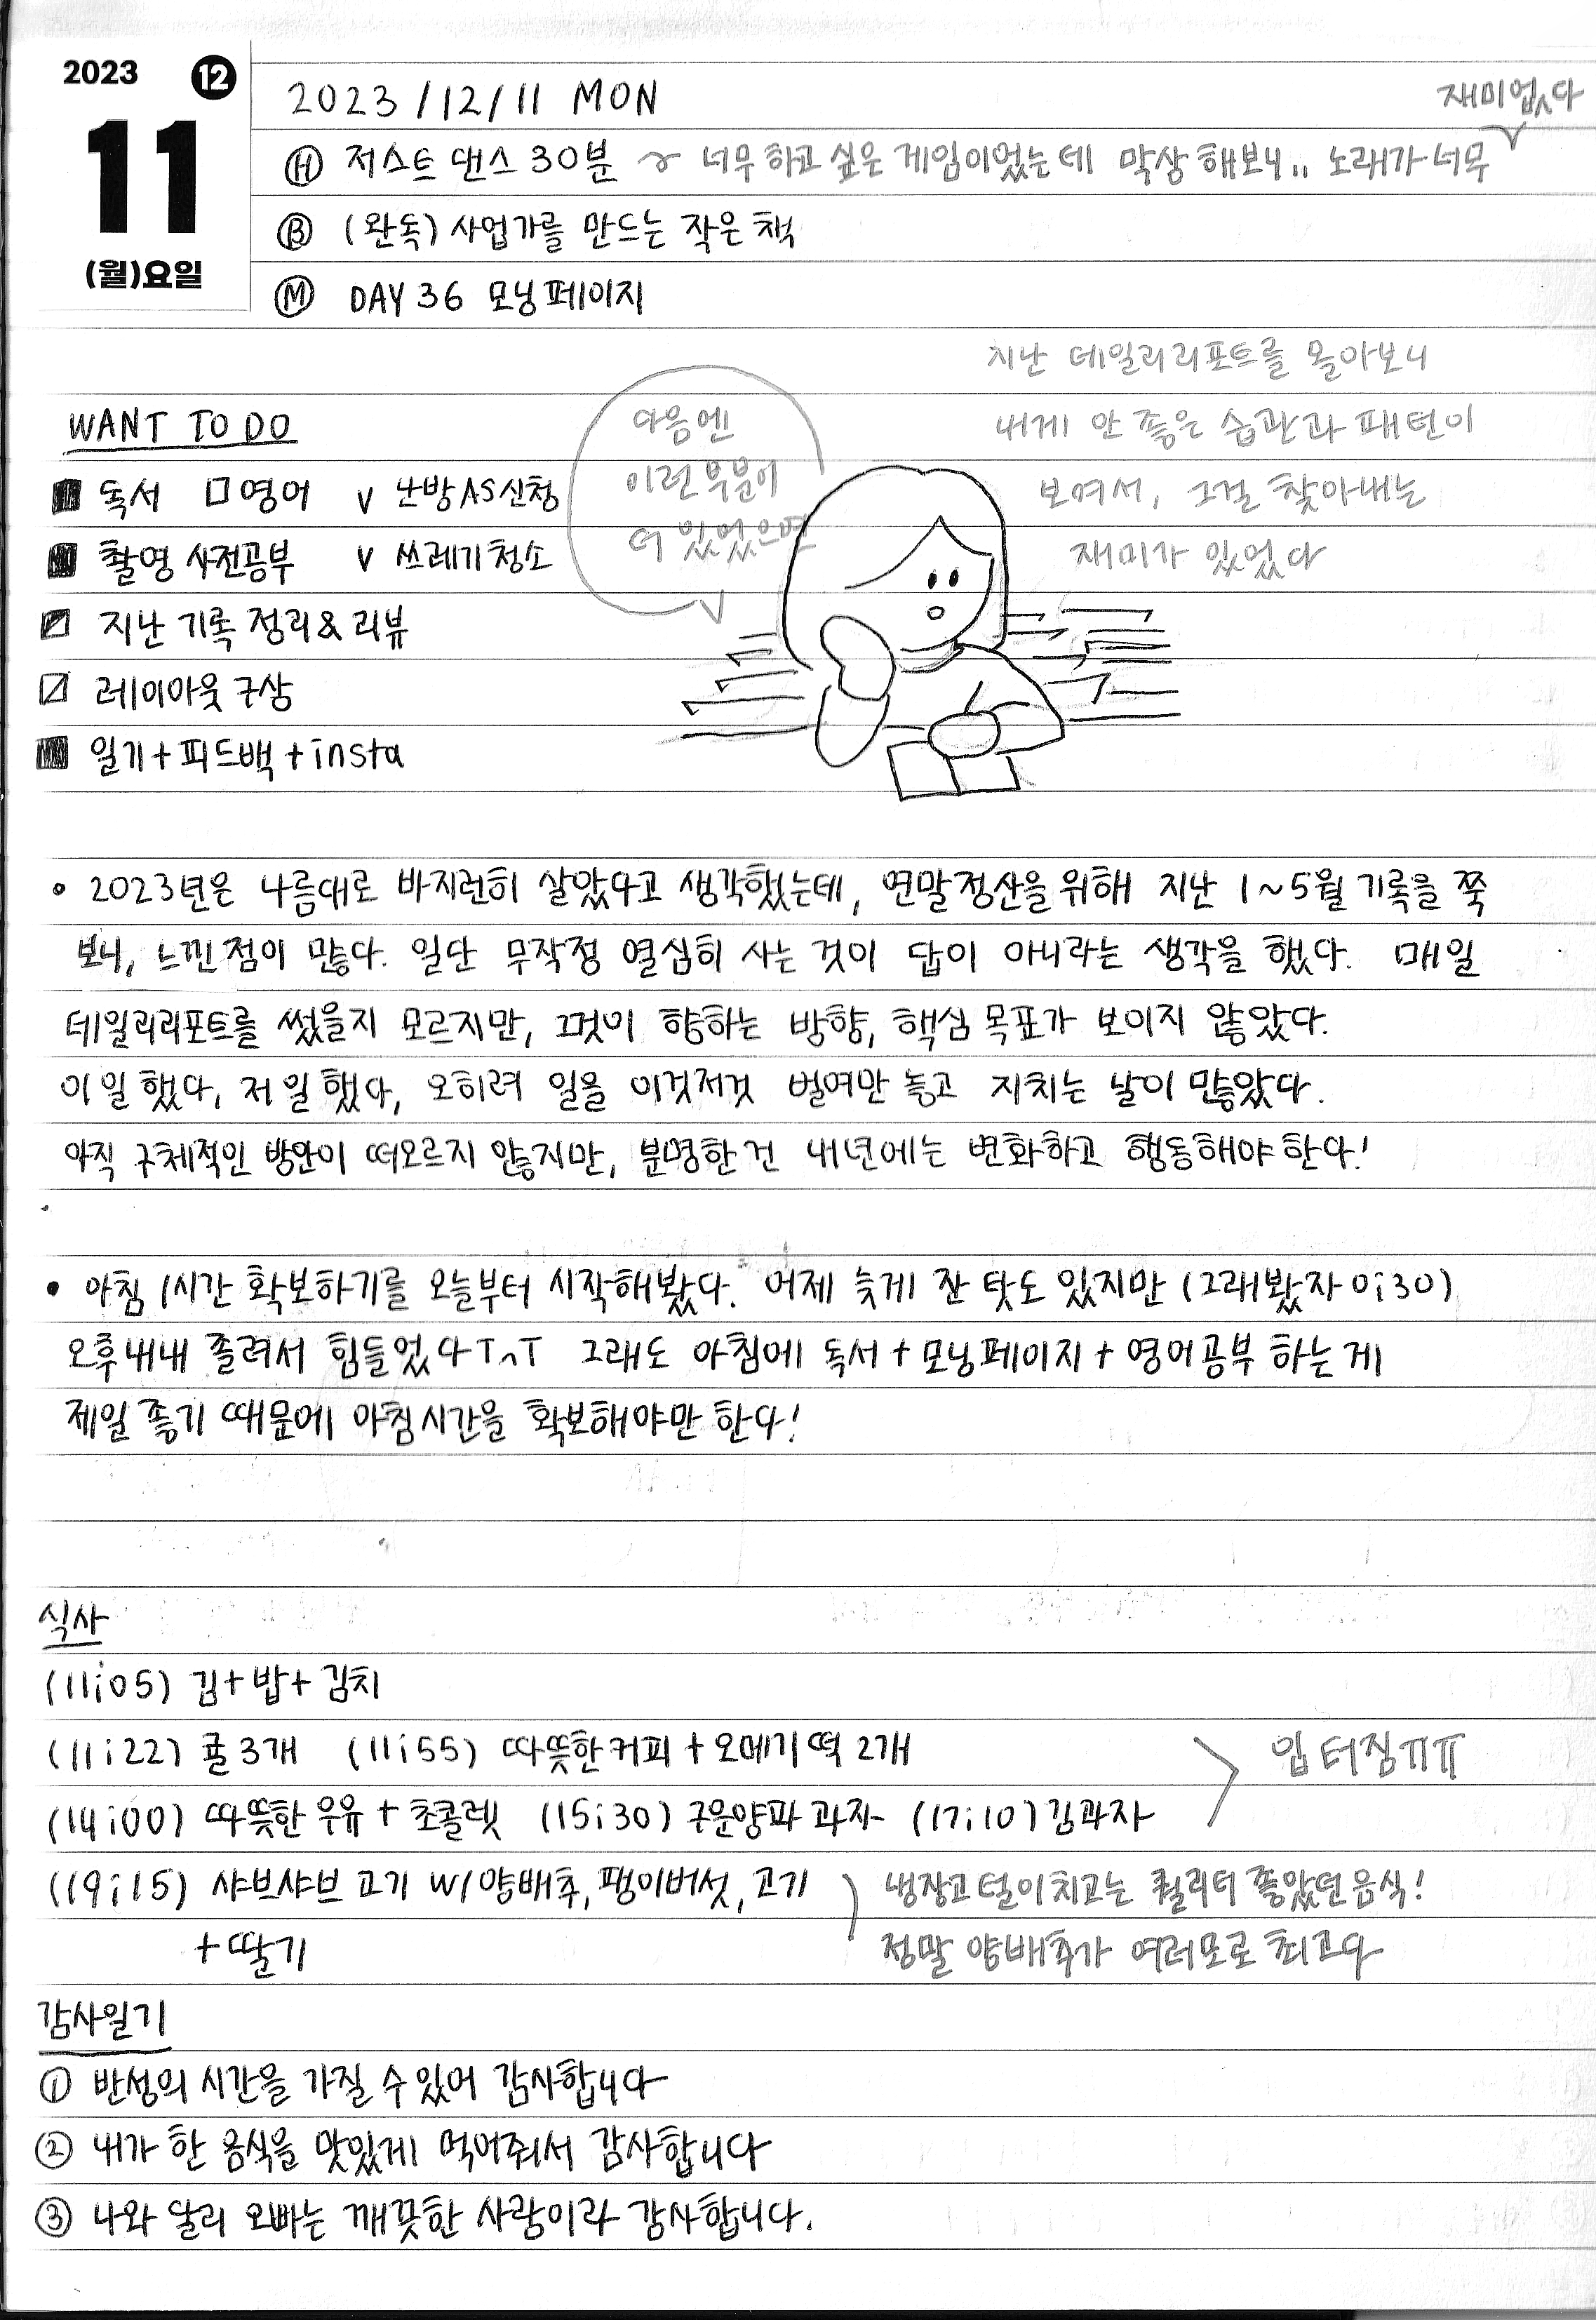 2023 12
11
(월)요일
2023/12/11 MON
Ⓗ 저스트댄스 30분 ~ 너무 하고 싶은 게임이었는데 막상 해보니.. 노래가 너무 재미없다
Ⓑ (완독) 사업가를 만드는 작은 책
Ⓜ DAY 36 모닝페이지
지난 데일리리포트를 몰아보니
내게 안 좋은 습관과 패턴이
보여서, 그걸 찾아내는
재미가 있었다
다음엔
이런 부분이
더 있었으면
WANT TO DO
■ 독서 □ 영어 v 난방AS신청
■ 촬영 사전공부 v 쓰레기청소
☑ 지난 기록 정리 & 리뷰
☑ 레이아웃 구상
■ 일기+피드백+insta
• 2023년은 나름대로 바지런히 살았다고 생각했는데, 연말정산을 위해 지난 1~5월 기록을 쭉
보니, 느낀 점이 많다. 일단 무작정 열심히 사는 것이 답이 아니라는 생각을 했다. 매일
데일리리포트를 썼을지 모르지만, 그것이 향하는 방향, 핵심 목표가 보이지 않았다.
이 일 했다, 저 일 했다, 오히려 일을 이것저것 벌여만 놓고 지치는 날이 많았다.
아직 구체적인 방안이 떠오르지 않지만, 분명한 건 내년에는 변화하고 행동해야 한다!
• 아침 1시간 확보하기를 오늘부터 시작해봤다. 어제 늦게 잔 탓도 있지만 (그래봤자 0:30)
오후내내 졸려서 힘들었다 T^T 그래도 아침에 독서+모닝페이지+영어공부 하는게
제일 좋기 때문에 아침시간을 확보해야만 한다!
식사
(11:05) 김+밥+김치
(11:22) 귤 3개 (11:55) 따뜻한커피+오메기떡 2개
(14:00) 따뜻한 우유+초콜렛 (15:30) 구운양파 과자 (17:10) 김과자
입 터짐ㅠㅠ
(19:15) 샤브샤브 고기 w/양배추, 팽이버섯, 고기
+딸기
냉장고 털이 치고는 퀄리티 좋았던 음식!
정말 양배추가 여러모로 최고다
감사일기
① 반성의 시간을 가질 수 있어 감사합니다
② 내가 한 음식을 맛있게 먹어줘서 감사합니다
③ 나와 달리 오빠는 깨끗한 사람이라 감사합니다.